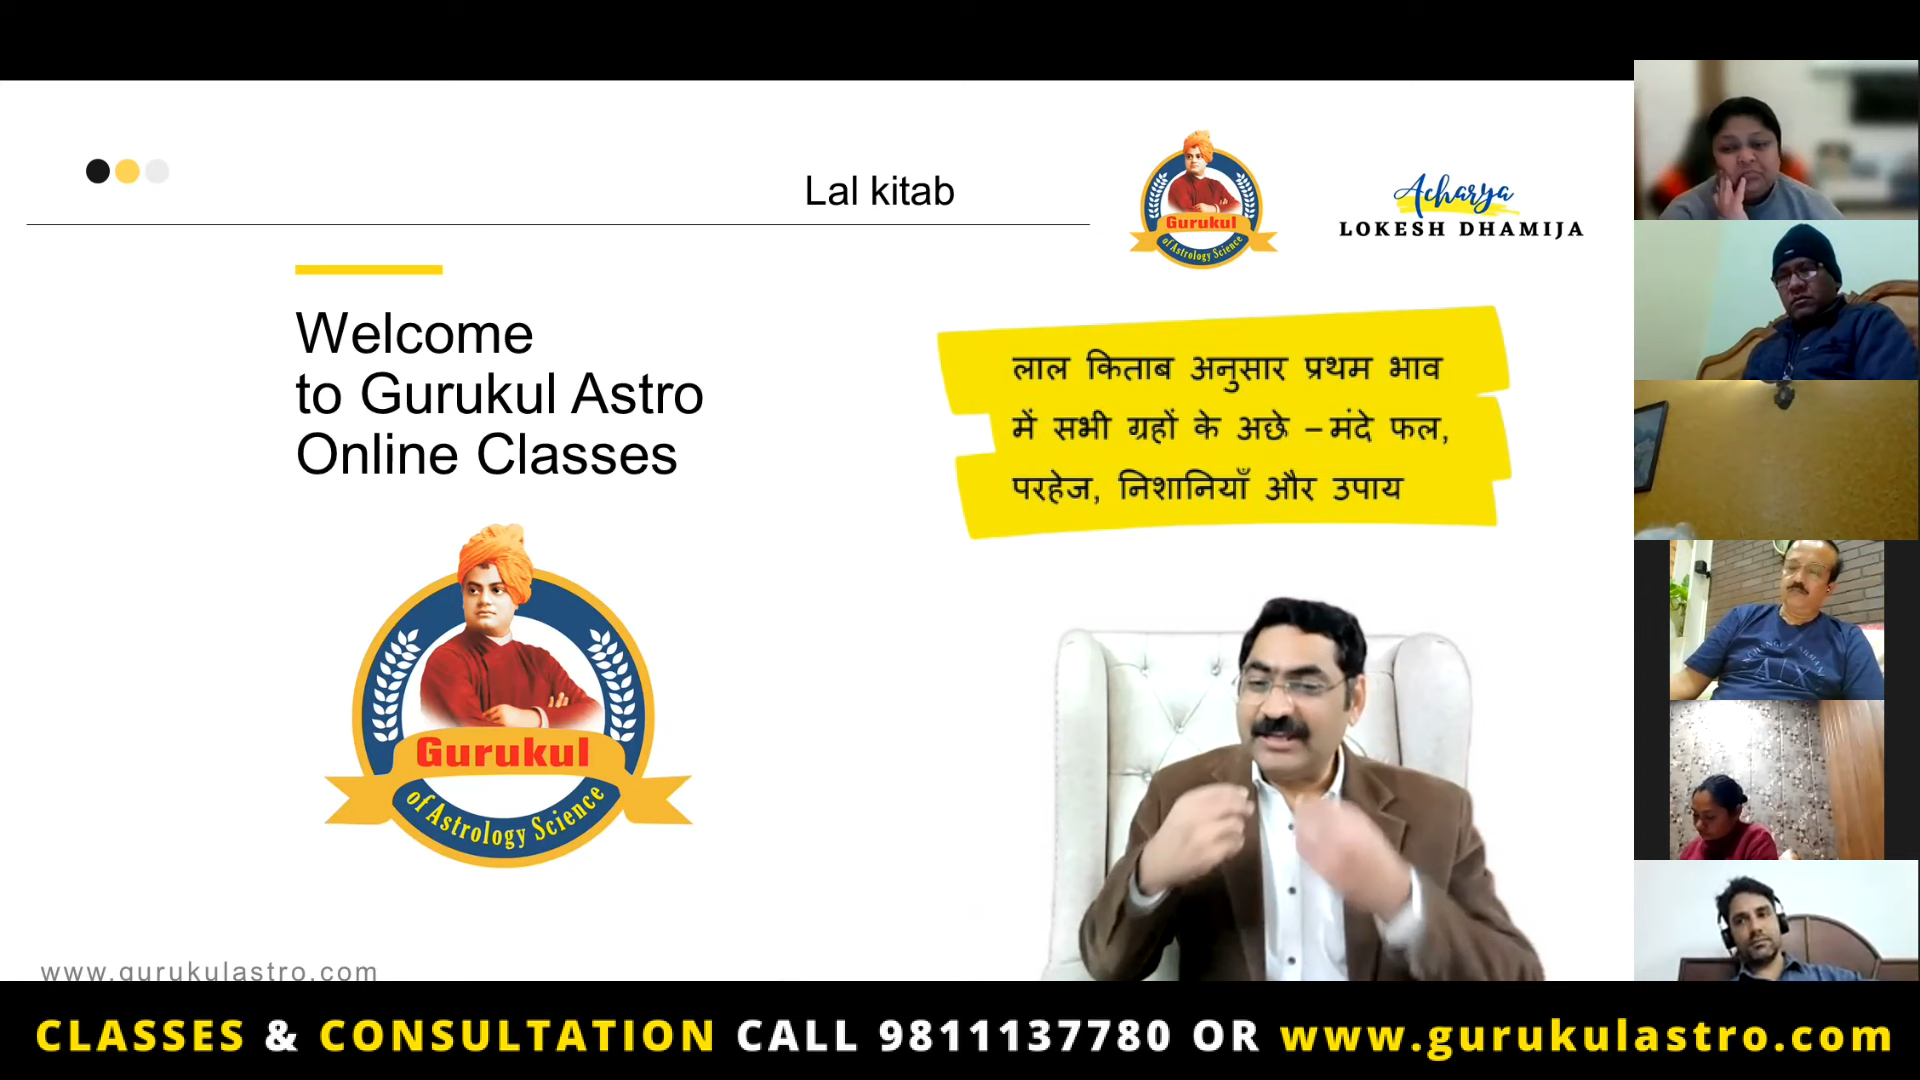 Lal kitab
Gurukul
of Astrology Science
Acharya
LOKESH DHAMIJA
Welcome
to Gurukul Astro
Online Classes
लाल किताब अनुसार प्रथम भाव
में सभी ग्रहों के अछे – मंदे फल,
परहेज, निशानियाँ और उपाय
Gurukul
of Astrology Science
www.gurukulastro.com
CLASSES & CONSULTATION CALL 9811137780 OR www.gurukulastro.com